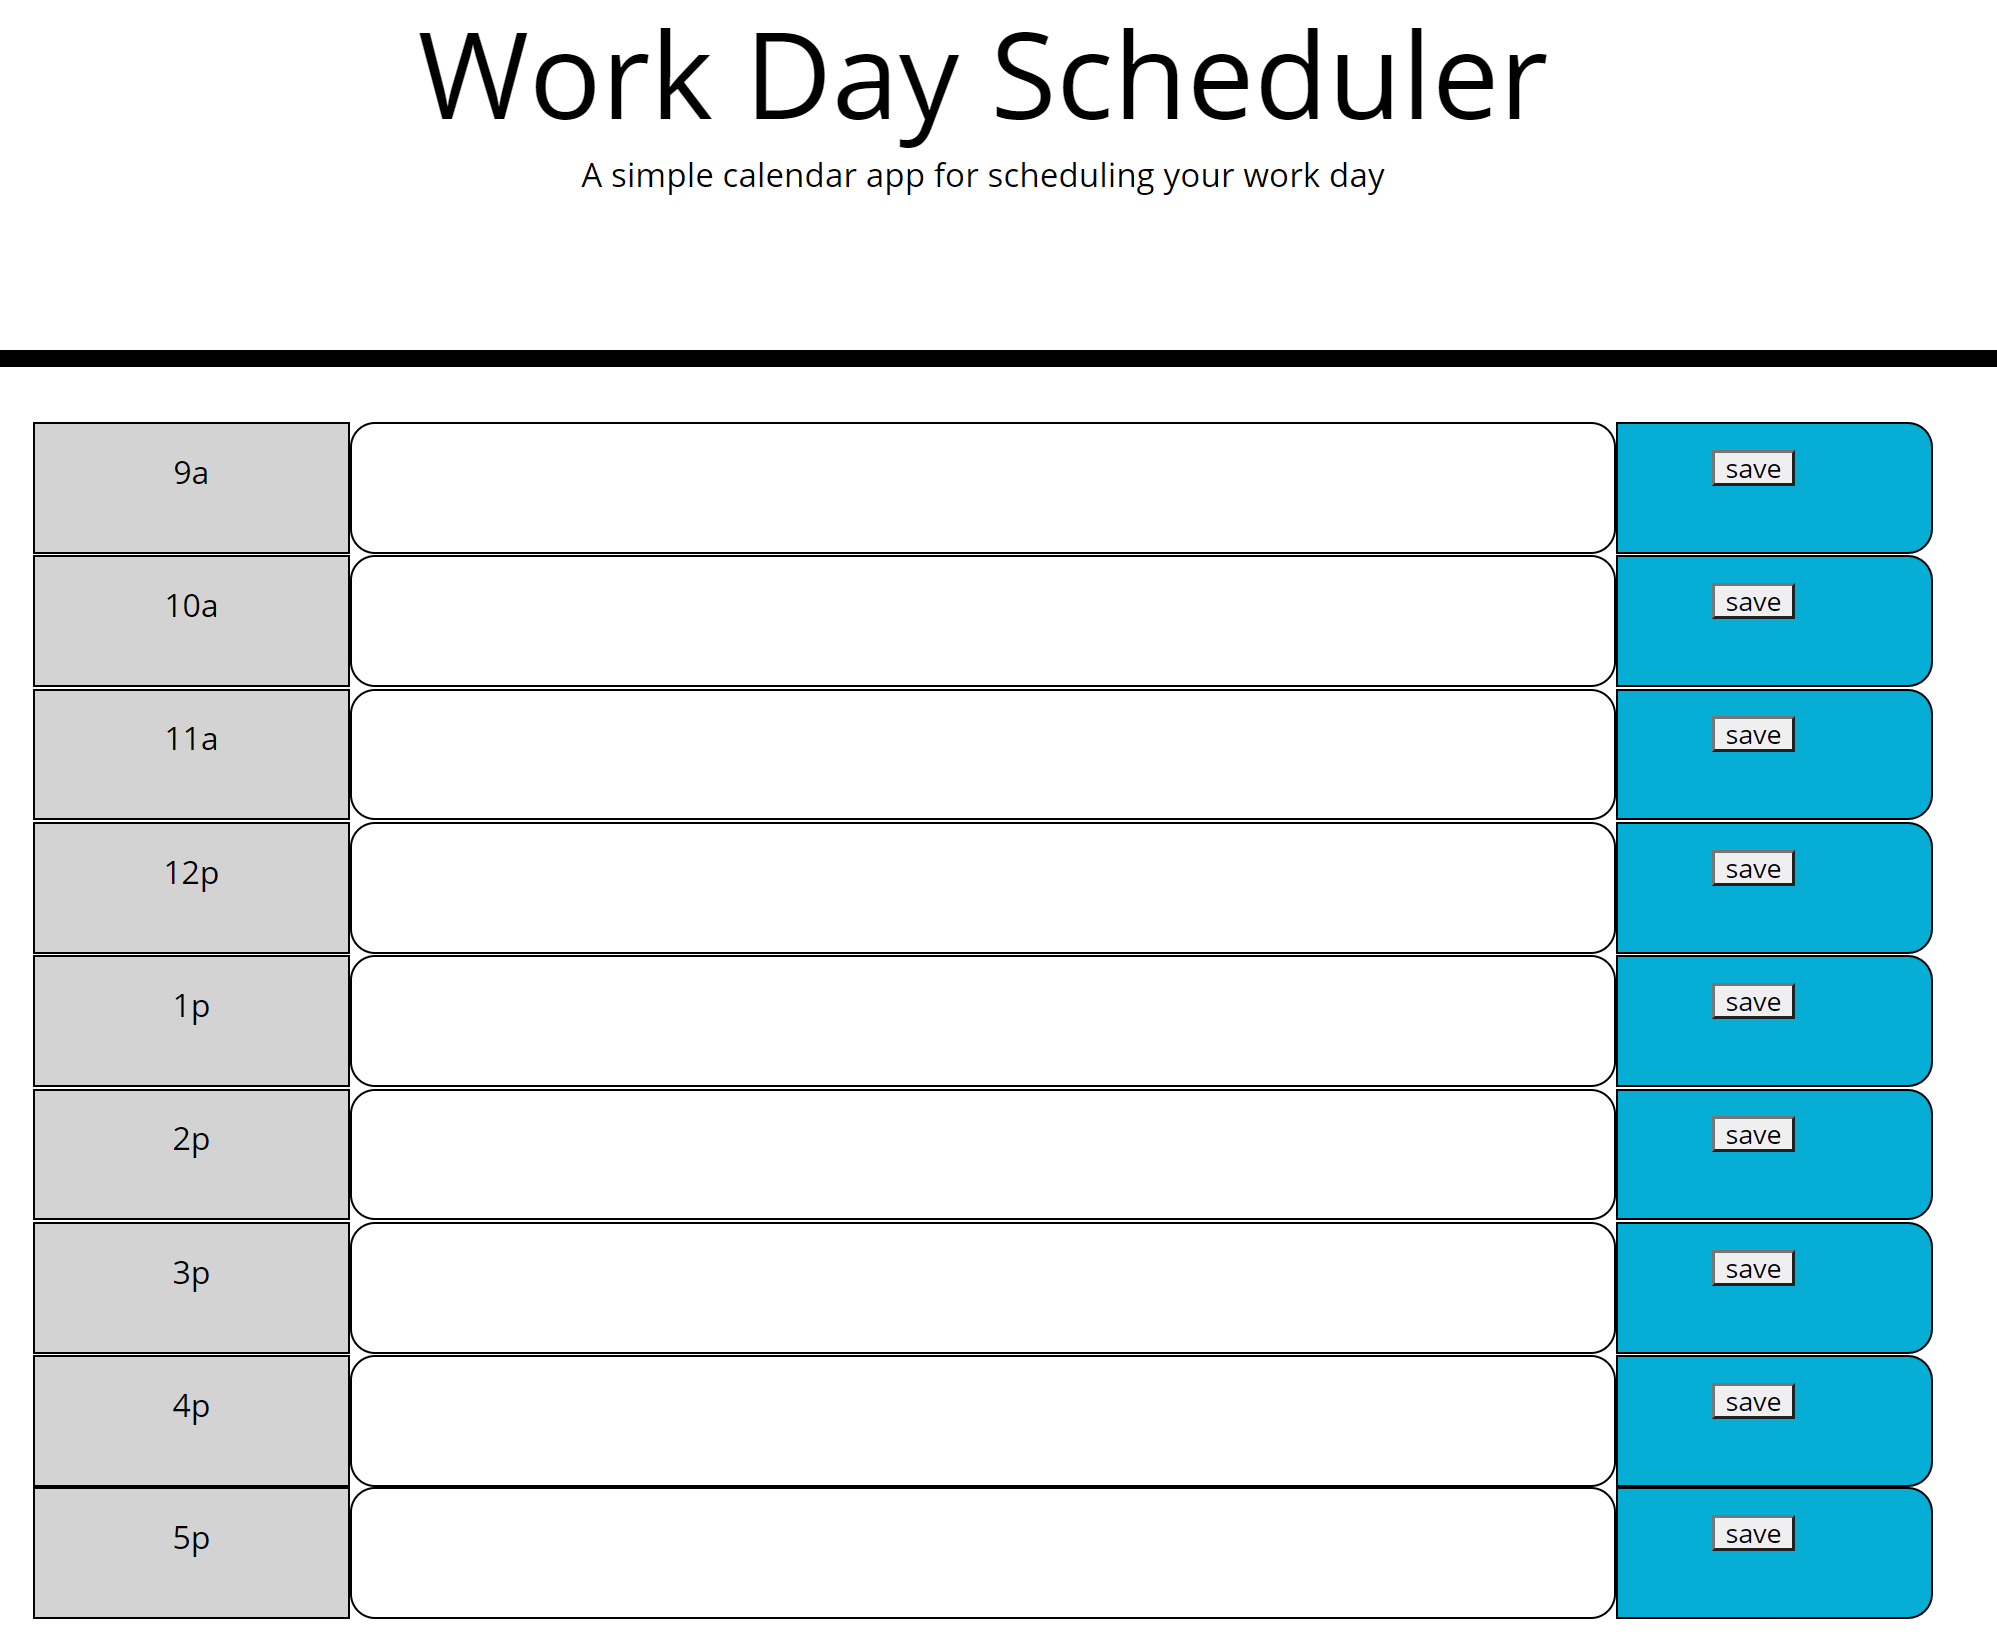 Work Day Scheduler
A simple calendar app for scheduling your work day
9a save
10a save
11a save
12p save
1p save
2p save
3p save
4p save
5p save